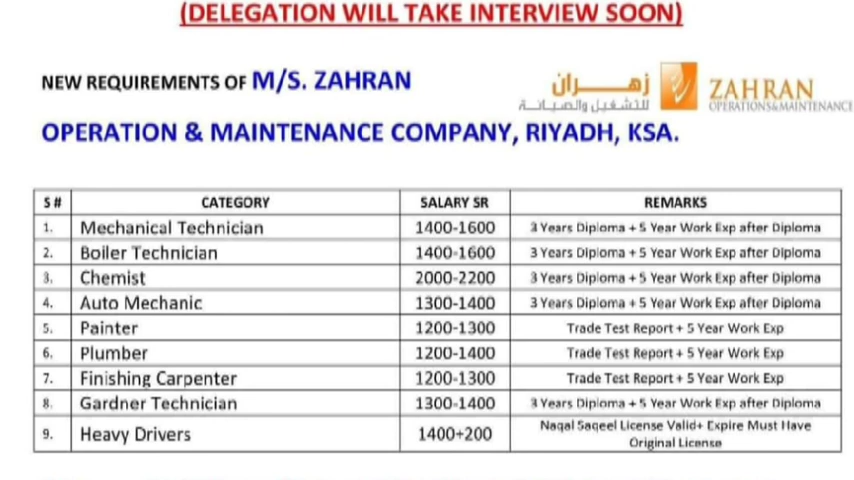 (DELEGATION WILL TAKE INTERVIEW SOON)
NEW REQUIREMENTS OF M/S. ZAHRAN
زهــــران
للتشغيل والصيـــانــة
ZAHRAN
OPERATIONS&MAINTENANCE
OPERATION & MAINTENANCE COMPANY, RIYADH, KSA.
S # CATEGORY SALARY SR REMARKS
1. Mechanical Technician 1400-1600 3 Years Diploma + 5 Year Work Exp after Diploma
2. Boiler Technician 1400-1600 3 Years Diploma + 5 Year Work Exp after Diploma
3. Chemist 2000-2200 3 Years Diploma + 5 Year Work Exp after Diploma
4. Auto Mechanic 1300-1400 3 Years Diploma + 5 Year Work Exp after Diploma
5. Painter 1200-1300 Trade Test Report + 5 Year Work Exp
6. Plumber 1200-1400 Trade Test Report + 5 Year Work Exp
7. Finishing Carpenter 1200-1300 Trade Test Report + 5 Year Work Exp
8. Gardner Technician 1300-1400 3 Years Diploma + 5 Year Work Exp after Diploma
9. Heavy Drivers 1400+200 Naqal Saqeel License Valid+ Expire Must Have
Original License